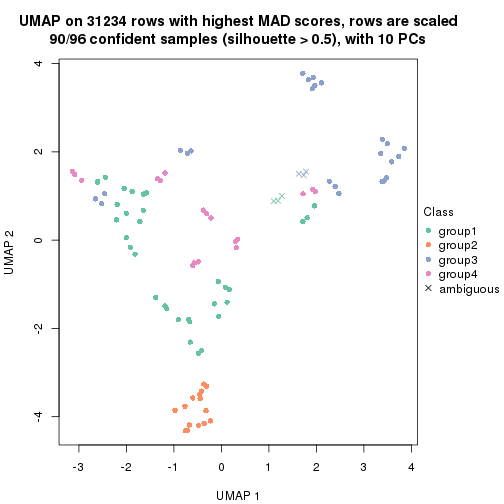 UMAP on 31234 rows with highest MAD scores, rows are scaled
90/96 confident samples (silhouette > 0.5), with 10 PCs
4
2
0
-2
-4
UMAP 2
-3
-2
-1
0
1
2
3
4
UMAP 1
Class
group1
group2
group3
group4
ambiguous